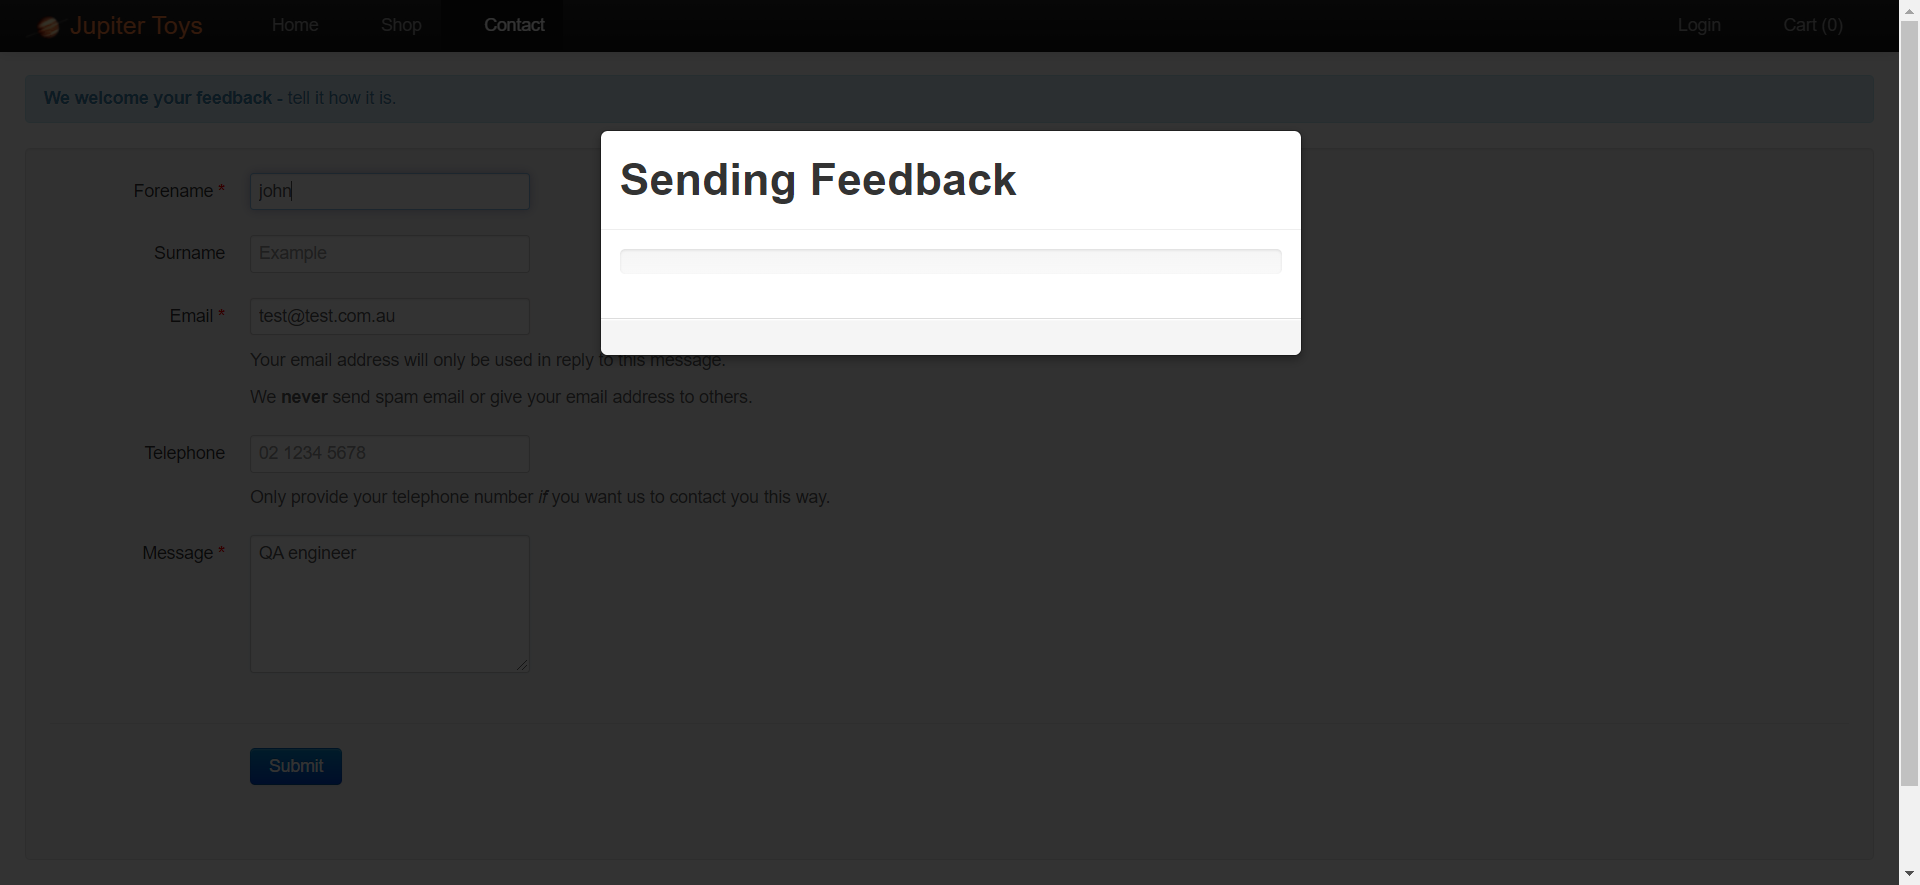 Jupiter Toys Home Shop Contact Login Cart (0)
We welcome your feedback - tell it how it is.
Sending Feedback
Forename * john
Surname Example
Email * test@test.com.au
Your email address will only be used in reply to this message.
We never send spam email or give your email address to others.
Telephone 02 1234 5678
Only provide your telephone number if you want us to contact you this way.
Message * QA engineer
Submit